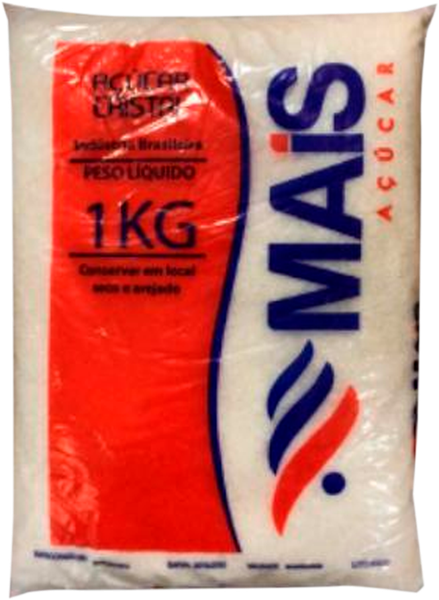 AÇÚCAR
CRISTAL
Indústria Brasileira
PESO LÍQUIDO
1KG
Conservar em local
seco e arejado
MAIS
AÇÚCAR